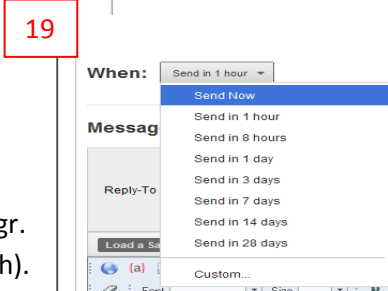 19
When: Send in 1 hour
Send Now
Send in 1 hour
Messag
Send in 8 hours
Send in 1 day
Reply-To
Send in 3 days
Send in 7 days
gr.
Send in 14 days
Load a Sa
Send in 28 days
h).
{a}
Custom...
Font
Size